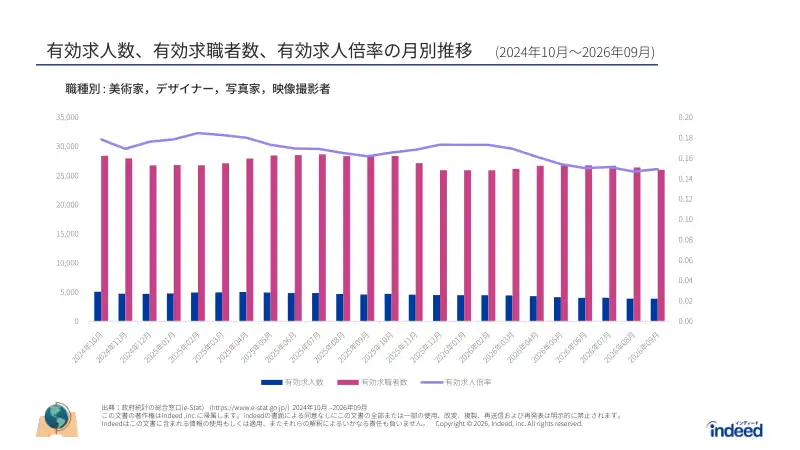 有効求人数、有効求職者数、有効求人倍率の月別推移 (2024年10月～2026年09月)
職種別 : 美術家，デザイナー，写真家，映像撮影者
35,000
30,000
25,000
20,000
15,000
10,000
5,000
0
0.20
0.18
0.16
0.14
0.12
0.10
0.08
0.06
0.04
0.02
0.00
2024年10月
2024年11月
2024年12月
2025年01月
2025年02月
2025年03月
2025年04月
2025年05月
2025年06月
2025年07月
2025年08月
2025年09月
2025年10月
2025年11月
2025年12月
2026年01月
2026年02月
2026年03月
2026年04月
2026年05月
2026年06月
2026年07月
2026年08月
2026年09月
有効求人数 有効求職者数 有効求人倍率
出典：政府統計の総合窓口(e-Stat) (https://www.e-stat.go.jp/) 2024年10月 –2026年09月
この文書の著作権はIndeed ,inc に帰属します。Indeedの書面による同意なしにこの文書の全部または一部の使用、改変、複製、再送信および再発表は明示的に禁止されます。
Indeedはこの文書に含まれる情報の使用もしくは適用、またそれらの解釈によるいかなる責任も負いません。 Copyright © 2026, Indeed, Inc. All rights reserved.
インディード
indeed